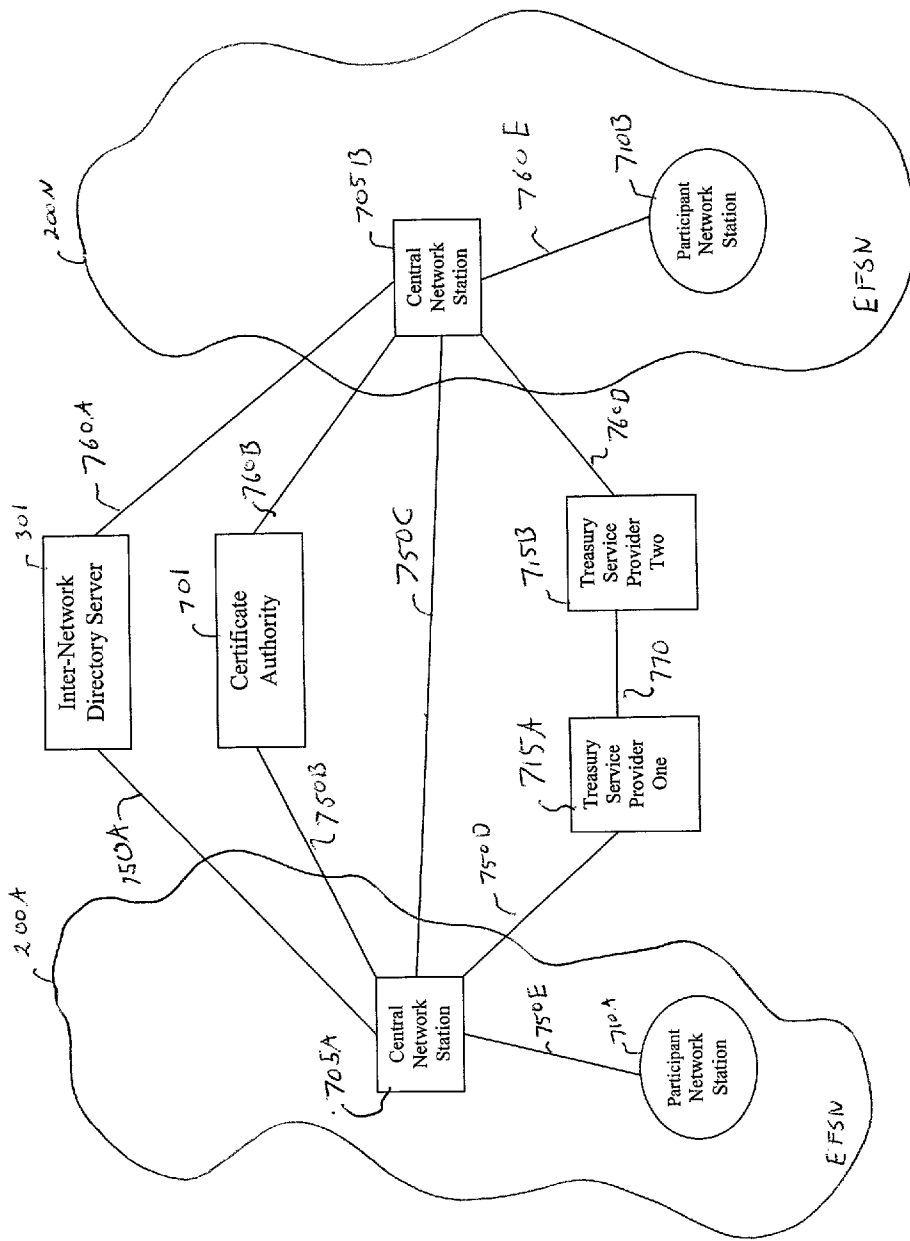 200A
150A
301
Inter-Network
Directory Server
760A
200N
701
Certificate
Authority
750B
760B
705A
Central
Network
Station
705B
Central
Network
Station
750C
750D
715A
Treasury
Service
Provider
One
770
715B
Treasury
Service
Provider
Two
760D
750E
710A
Participant
Network
Station
EFSN
760E
710B
Participant
Network
Station
EFSN